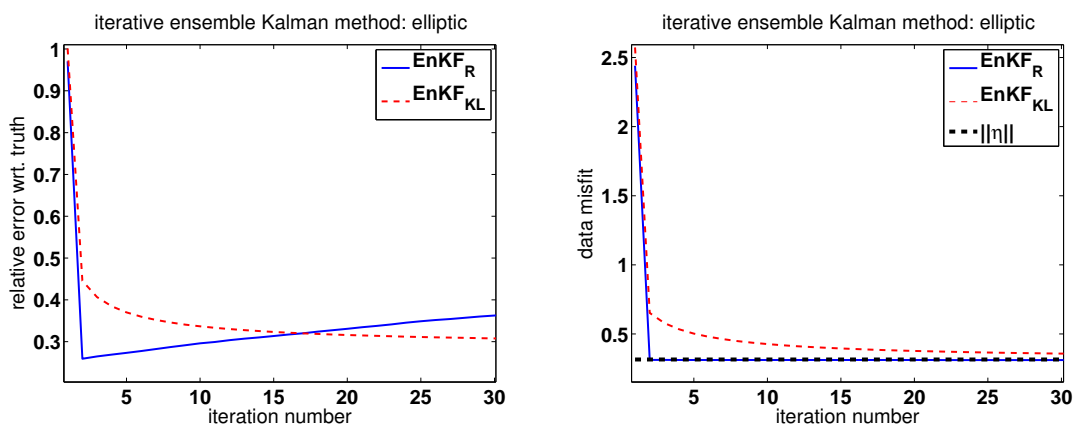 iterative ensemble Kalman method: elliptic
1
0.9
0.8
0.7
0.6
0.5
0.4
0.3
5
10
15
20
25
30
relative error wrt. truth
iteration number
EnKF_R
EnKF_KL
iterative ensemble Kalman method: elliptic
2.5
2
1.5
1
0.5
5
10
15
20
25
30
data misfit
iteration number
EnKF_R
EnKF_KL
||η||